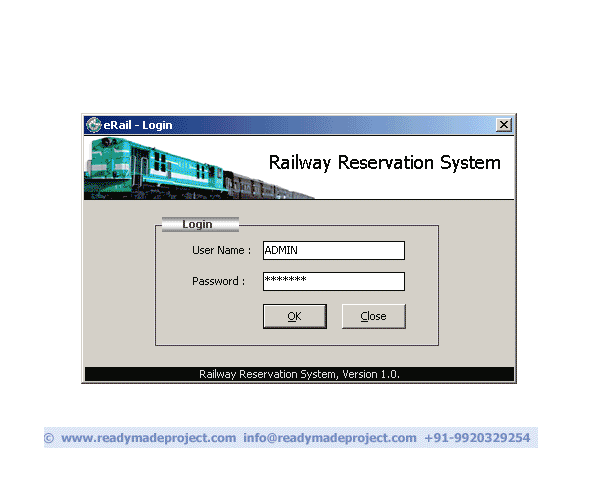 eRail - Login
Railway Reservation System
Login
User Name : ADMIN
Password : *******
OK Close
Railway Reservation System, Version 1.0.
© www.readymadeproject.com info@readymadeproject.com +91-9920329254